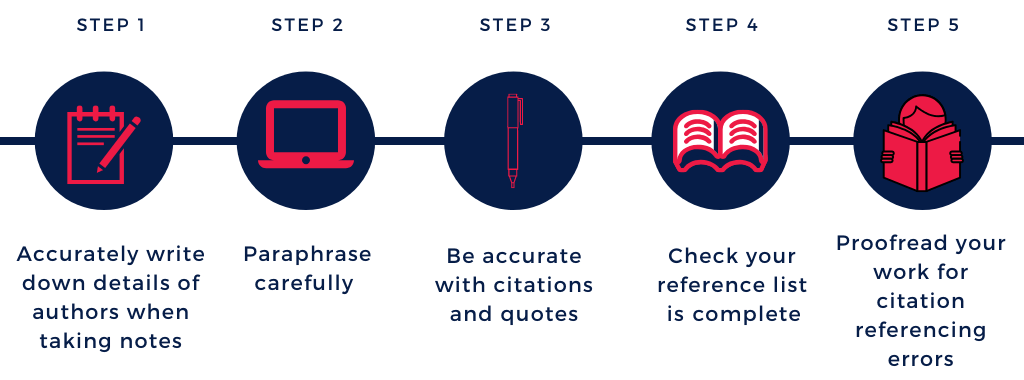 STEP 1
STEP 2
STEP 3
STEP 4
STEP 5
Accurately write
down details of
authors when
taking notes
Paraphrase
carefully
Be accurate
with citations
and quotes
Check your
reference list
is complete
Proofread your
work for
citation
referencing
errors